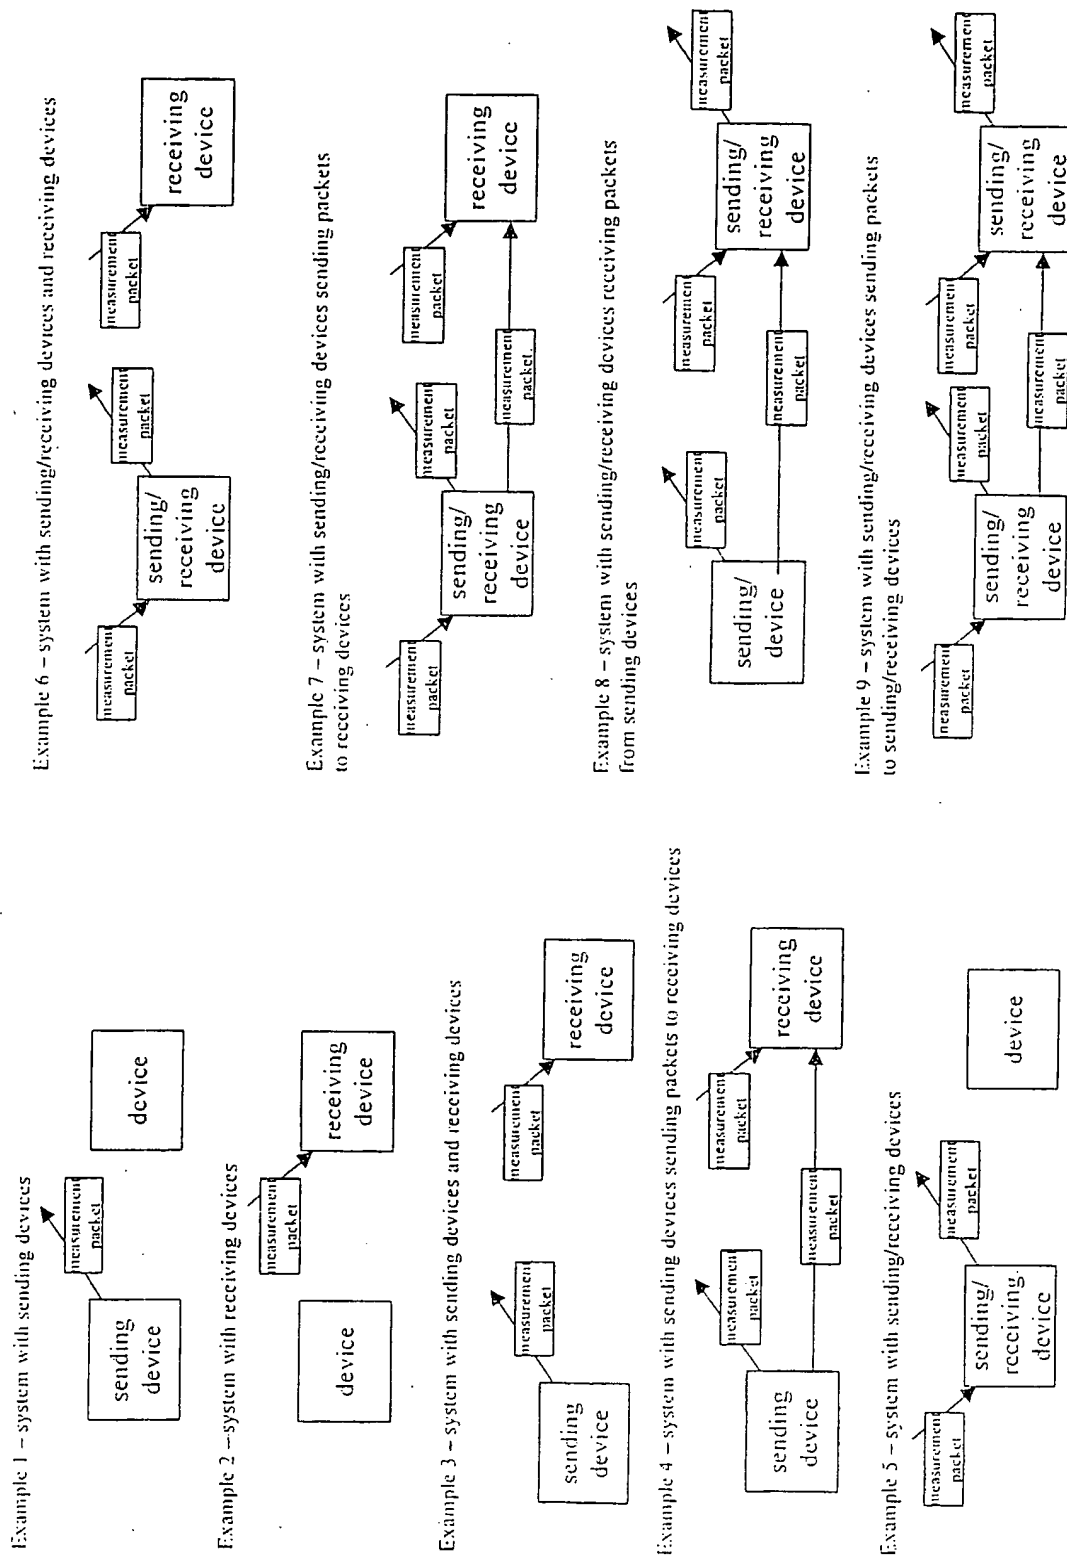 Example 1 – system with sending devices
sending
device
measurement
packet
device
Example 2 – system with receiving devices
device
measurement
packet
receiving
device
Example 3 – system with sending devices and receiving devices
sending
device
measurement
packet
measurement
packet
receiving
device
Example 4 – system with sending devices sending packets to receiving devices
sending
device
measurement
packet
measurement
packet
measurement
packet
receiving
device
Example 5 – system with sending/receiving devices
measurement
packet
sending/
receiving
device
measurement
packet
device
Example 6 – system with sending/receiving devices and receiving devices
measurement
packet
sending/
receiving
device
measurement
packet
measurement
packet
receiving
device
Example 7 – system with sending/receiving devices sending packets
to receiving devices
measurement
packet
sending/
receiving
device
measurement
packet
measurement
packet
measurement
packet
receiving
device
Example 8 – system with sending/receiving devices receiving packets
from sending devices
sending/
device
measurement
packet
measurement
packet
measurement
packet
sending/
receiving
device
measurement
packet
Example 9 – system with sending/receiving devices sending packets
to sending/receiving devices
measurement
packet
sending/
receiving
device
measurement
packet
measurement
packet
measurement
packet
sending/
receiving
device
measurement
packet